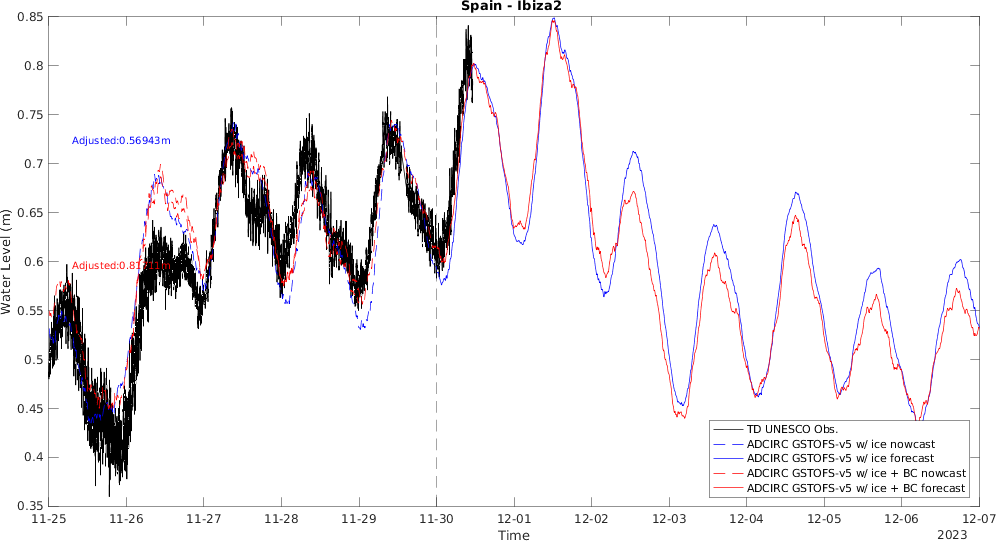 Spain - Ibiza2
0.85
0.8
0.75
0.7
0.65
0.6
0.55
0.5
0.45
0.4
0.35
Water Level (m)
Adjusted:0.56943m
11-25
11-26
11-27
11-28
11-29
11-30
12-01
12-02
12-03
12-04
12-05
12-06
12-07
Time
2023
TD UNESCO Obs.
ADCIRC GSTOFS-v5 w/ ice nowcast
ADCIRC GSTOFS-v5 w/ ice forecast
ADCIRC GSTOFS-v5 w/ ice + BC nowcast
ADCIRC GSTOFS-v5 w/ ice + BC forecast